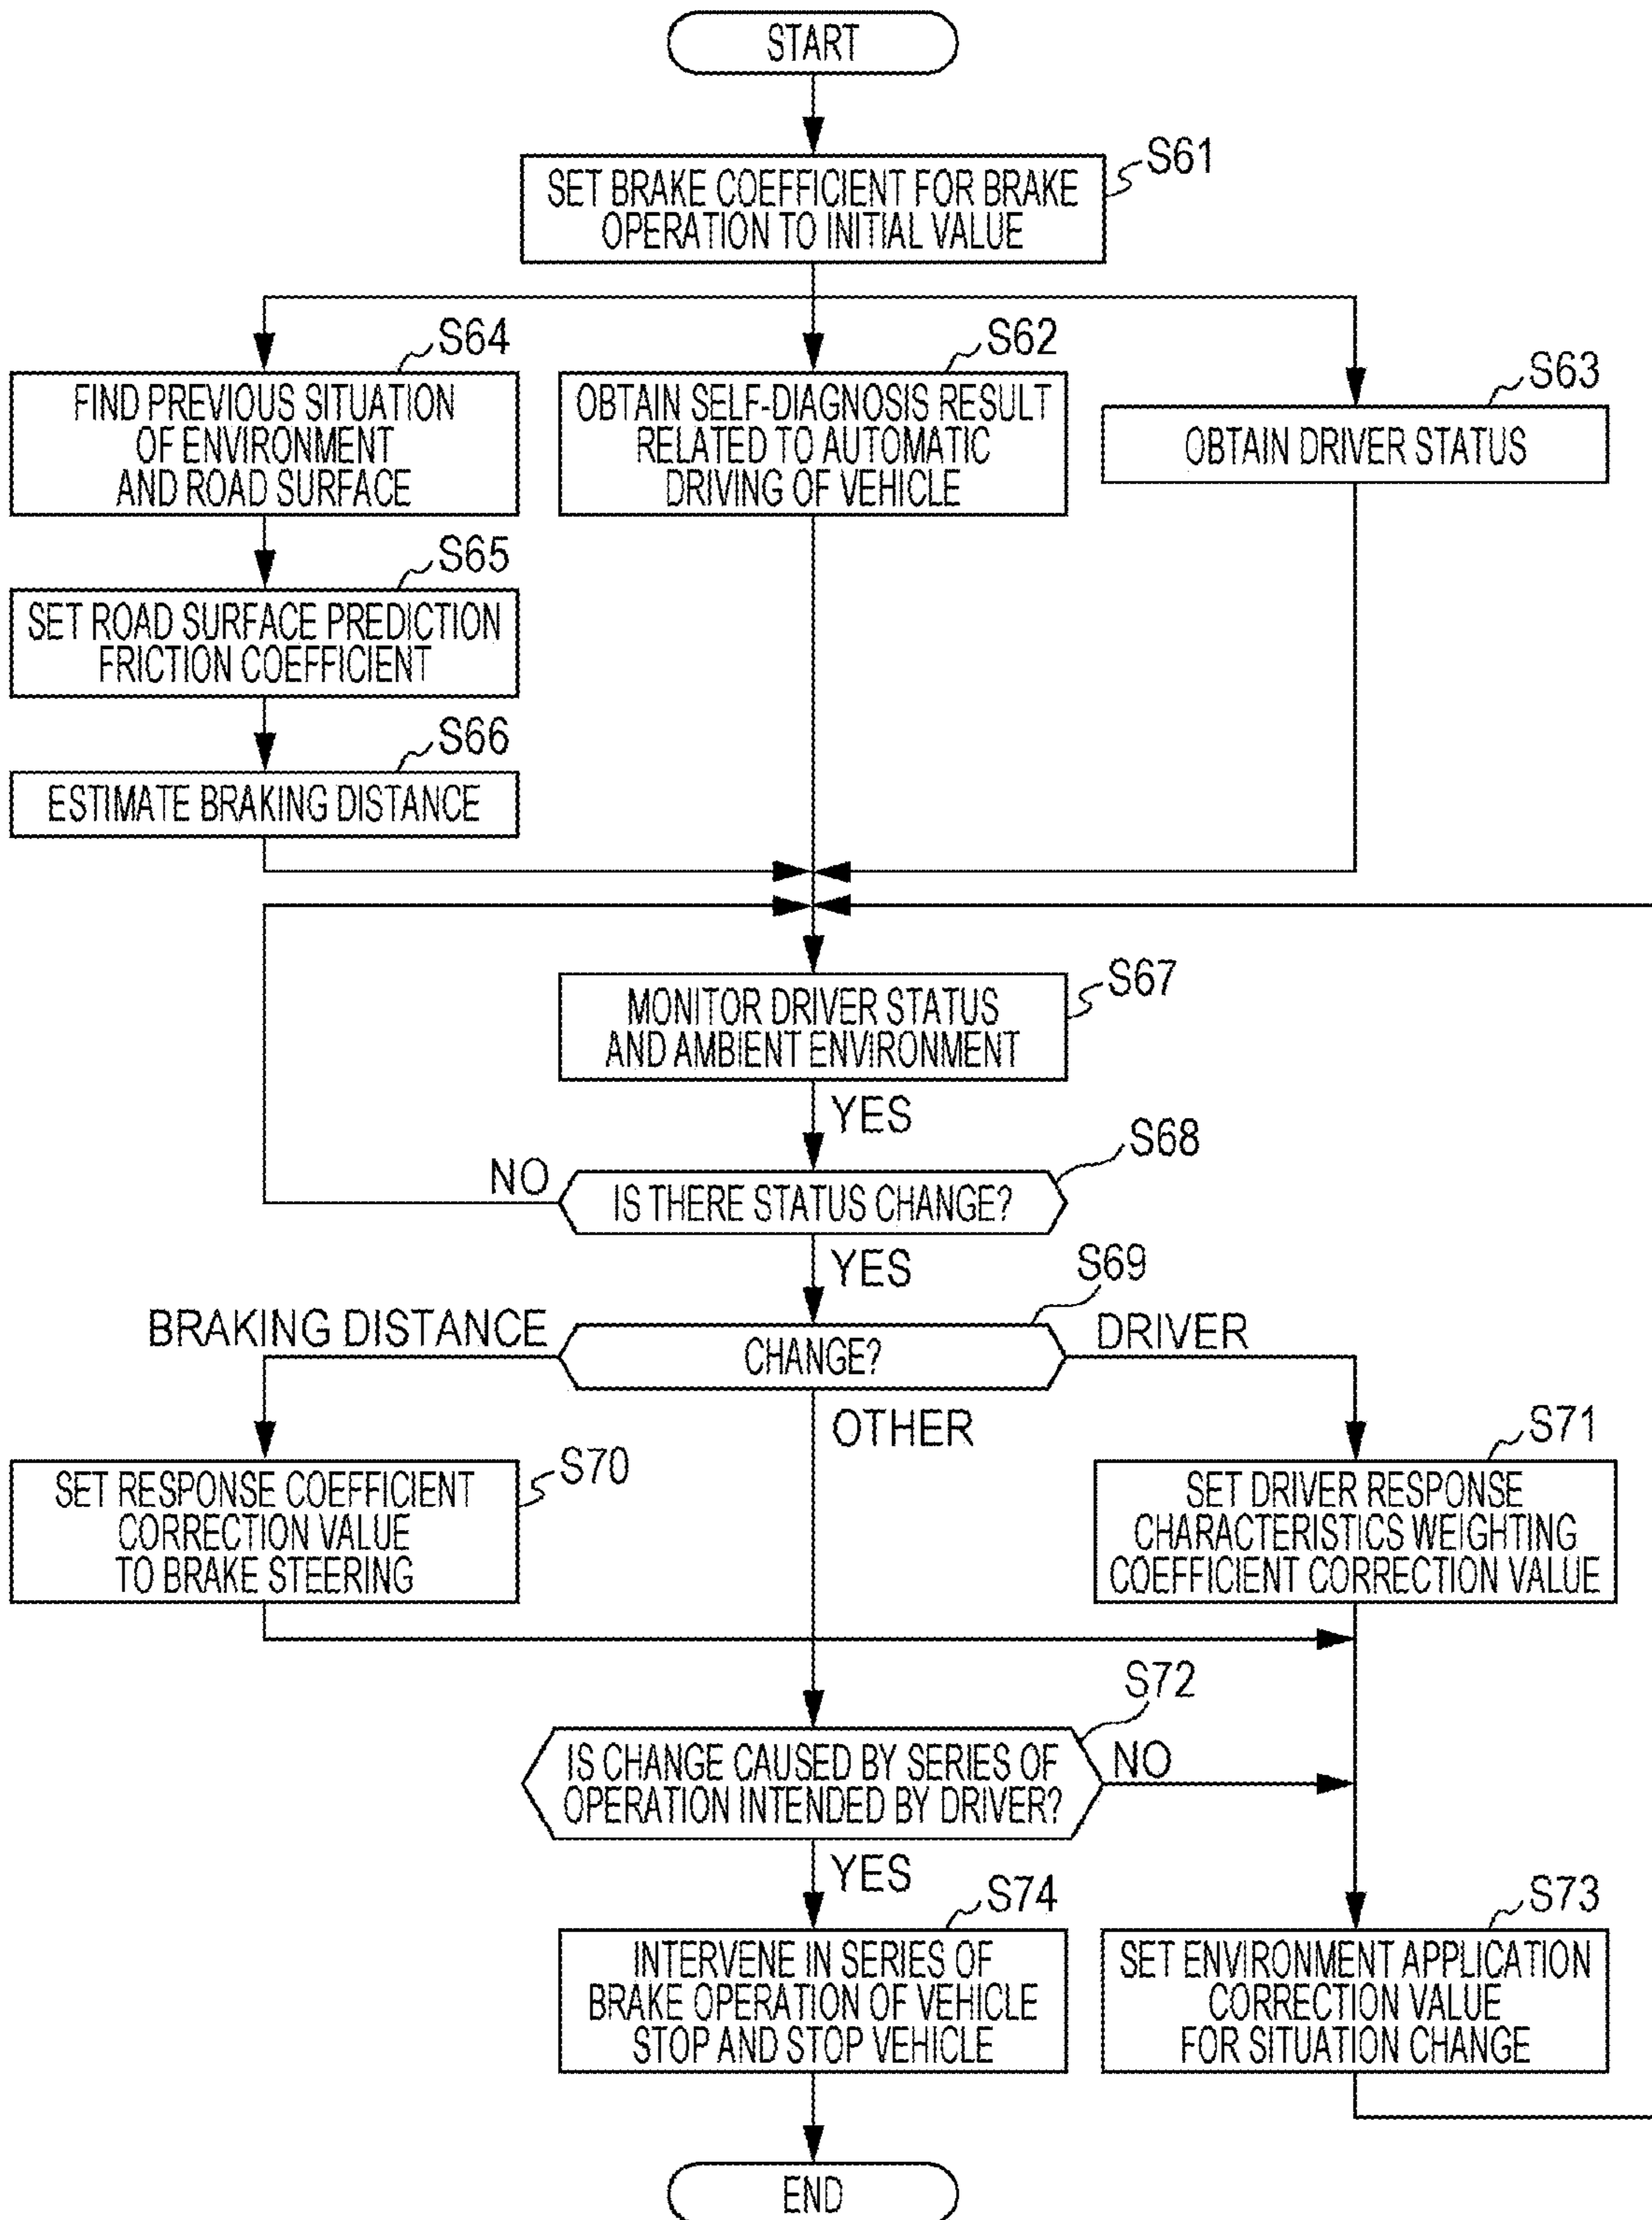 START
S61
SET BRAKE COEFFICIENT FOR BRAKE
OPERATION TO INITIAL VALUE
S64
FIND PREVIOUS SITUATION
OF ENVIRONMENT
AND ROAD SURFACE
S62
OBTAIN SELF-DIAGNOSIS RESULT
RELATED TO AUTOMATIC
DRIVING OF VEHICLE
S63
OBTAIN DRIVER STATUS
S65
SET ROAD SURFACE PREDICTION
FRICTION COEFFICIENT
S66
ESTIMATE BRAKING DISTANCE
S67
MONITOR DRIVER STATUS
AND AMBIENT ENVIRONMENT
YES
S68
NO
IS THERE STATUS CHANGE?
YES
S69
BRAKING DISTANCE
CHANGE?
DRIVER
OTHER
S70
SET RESPONSE COEFFICIENT
CORRECTION VALUE
TO BRAKE STEERING
S71
SET DRIVER RESPONSE
CHARACTERISTICS WEIGHTING
COEFFICIENT CORRECTION VALUE
S72
IS CHANGE CAUSED BY SERIES OF
OPERATION INTENDED BY DRIVER?
NO
YES
S74
INTERVENE IN SERIES OF
BRAKE OPERATION OF VEHICLE
STOP AND STOP VEHICLE
S73
SET ENVIRONMENT APPLICATION
CORRECTION VALUE
FOR SITUATION CHANGE
END